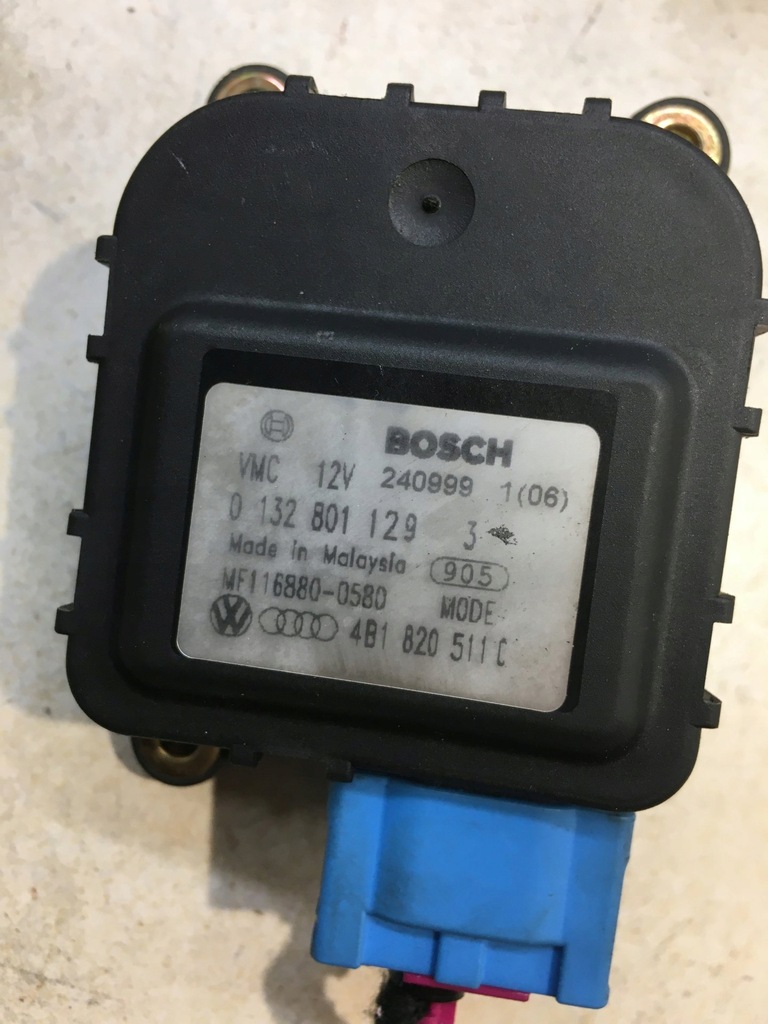 BOSCH
VMC 12V 240999 1(06)
0 132 801 129 3
Made in Malaysia 905
MF116880-0580 MODE
4B1 820 511 C